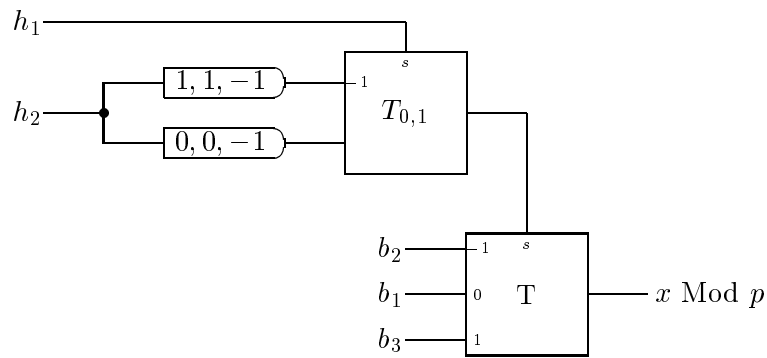 h₁
s
1, 1, −1
−1
h₂
T₀,₁
0, 0, −1
s
b₂ −1
b₁ 0 T x Mod p
b₃ 1